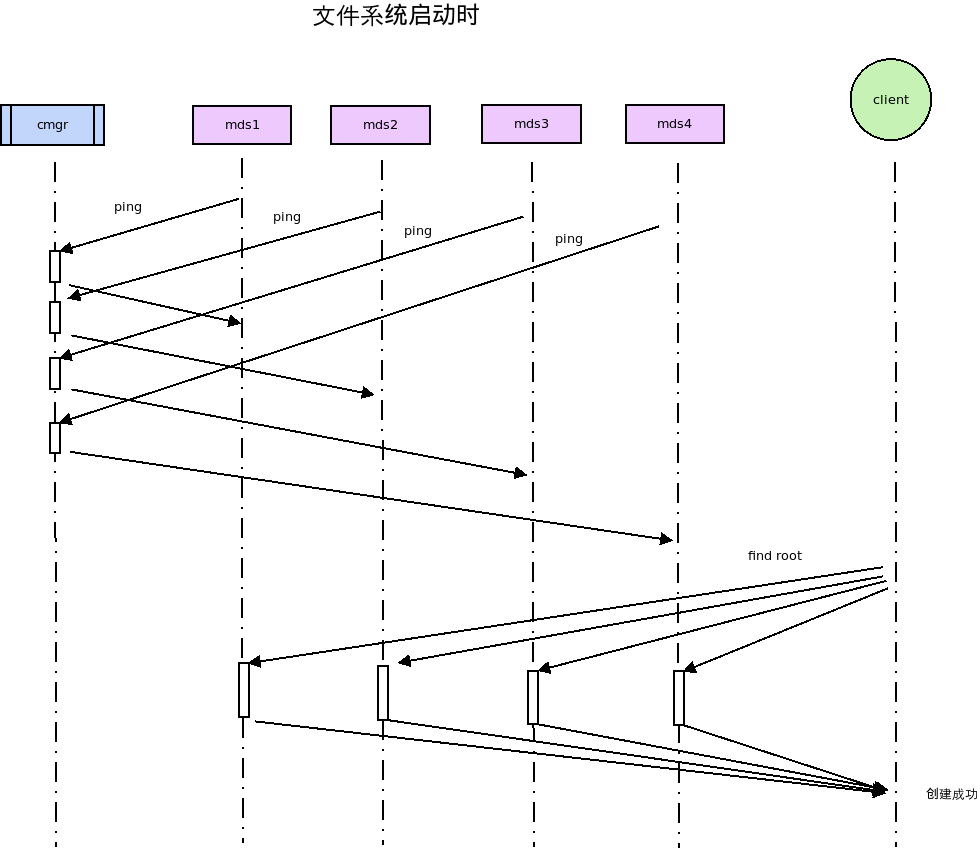 文件系统启动时
cmgr
mds1
mds2
mds3
mds4
client
ping
ping
ping
ping
find root
创建成功